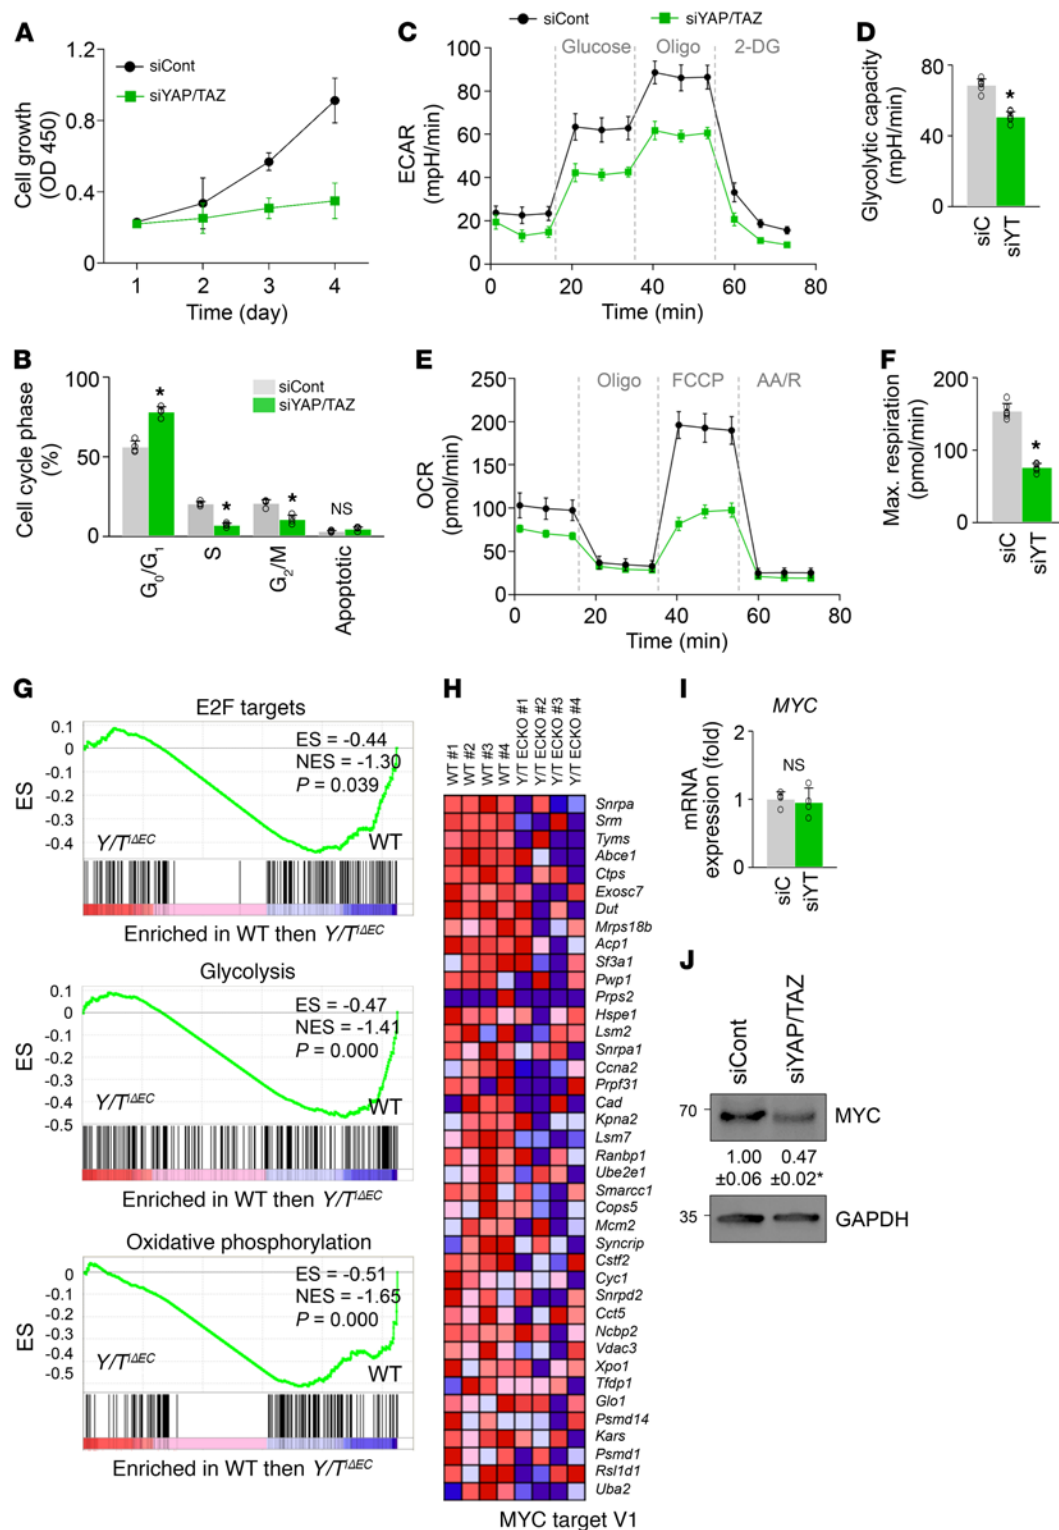 A
1.2
0.8
0.4
0
Cell growth
(OD 450)
siCont
siYAP/TAZ
1 2 3 4
Time (day)
B
100
50
0
Cell cycle phase
(%)
siCont
siYAP/TAZ
* * * NS
G0/G1
S
G2/M
Apoptotic
C
siCont siYAP/TAZ
Glucose Oligo 2-DG
100
80
60
40
20
0
ECAR
(mpH/min)
0 20 40 60 80
Time (min)
D
80
40
0
Glycolytic capacity
(mpH/min)
*
siC
siYT
E
Oligo FCCP AA/R
250
200
150
100
50
0
OCR
(pmol/min)
0 20 40 60 80
Time (min)
F
200
100
0
Max. respiration
(pmol/min)
*
siC
siYT
G
E2F targets
0.1
0
-0.1
-0.2
-0.3
-0.4
ES
ES = -0.44
NES = -1.30
P = 0.039
Y/TiΔEC WT
Enriched in WT then Y/TiΔEC
Glycolysis
0.1
0
-0.1
-0.2
-0.3
-0.4
-0.5
ES
ES = -0.47
NES = -1.41
P = 0.000
Y/TiΔEC WT
Enriched in WT then Y/TiΔEC
Oxidative phosphorylation
0
-0.1
-0.2
-0.3
-0.4
-0.5
ES
ES = -0.51
NES = -1.65
P = 0.000
Y/TiΔEC WT
Enriched in WT then Y/TiΔEC
H
WT #1
WT #2
WT #3
WT #4
Y/T ECKO #1
Y/T ECKO #2
Y/T ECKO #3
Y/T ECKO #4
Snrpa
Srm
Tyms
Abce1
Ctps
Exosc7
Dut
Mrps18b
Acp1
Sf3a1
Pwp1
Prps2
Hspe1
Lsm2
Snrpa1
Ccna2
Prpf31
Cad
Kpna2
Lsm7
Ranbp1
Ube2e1
Smarcc1
Cops5
Mcm2
Syncrip
Cstf2
Cyc1
Snrpd2
Cct5
Ncbp2
Vdac3
Xpo1
Tfdp1
Glo1
Psmd14
Kars
Psmd1
Rsl1d1
Uba2
MYC target V1
I
MYC
2
1
0
mRNA
expression (fold)
NS
siC
siYT
J
siCont
siYAP/TAZ
70 MYC
1.00 0.47
±0.06 ±0.02*
35 GAPDH